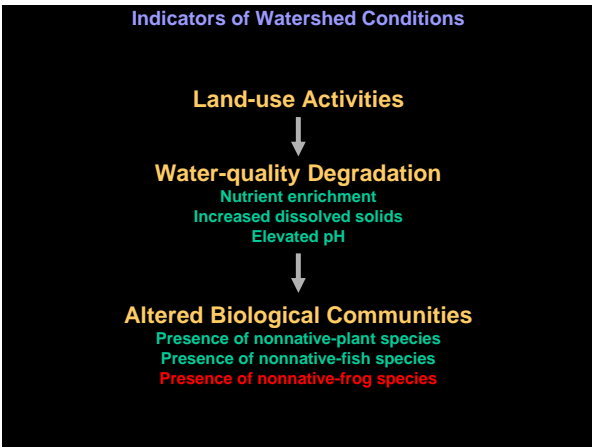 Indicators of Watershed Conditions
Land-use Activities
Water-quality Degradation
Nutrient enrichment
Increased dissolved solids
Elevated pH
Altered Biological Communities
Presence of nonnative-plant species
Presence of nonnative-fish species
Presence of nonnative-frog species